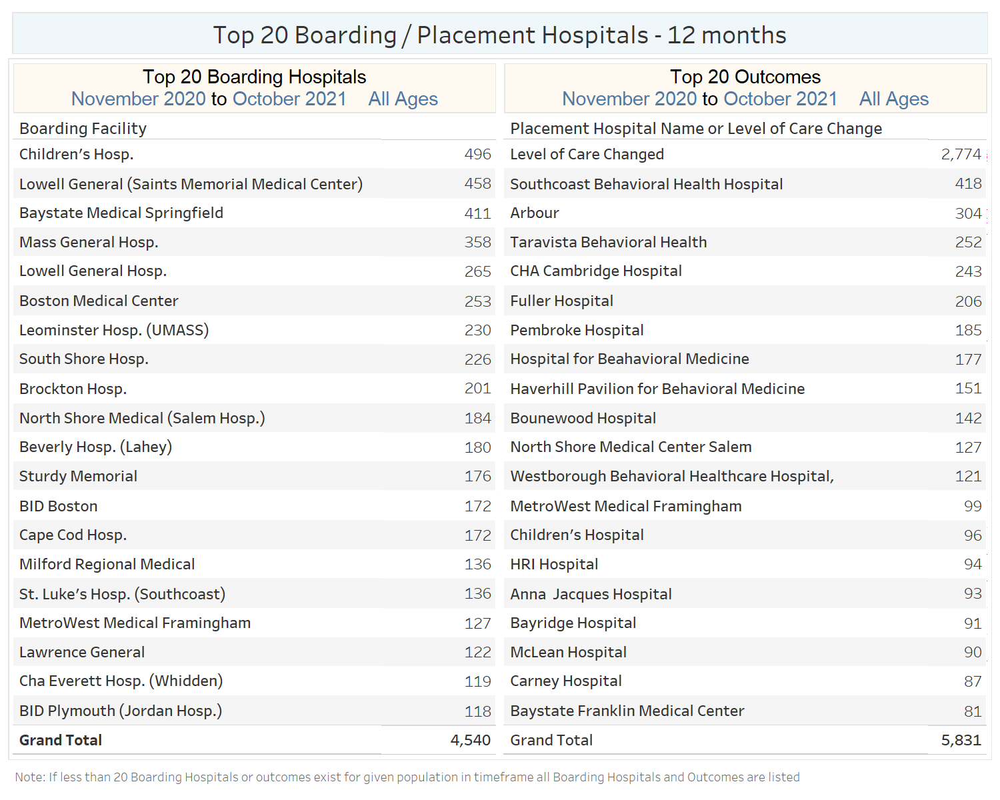 Top 20 Boarding / Placement Hospitals - 12 months
Top 20 Boarding Hospitals
November 2020 to October 2021 All Ages
Boarding Facility
Children's Hosp. 496
Lowell General (Saints Memorial Medical Center) 458
Baystate Medical Springfield 411
Mass General Hosp. 358
Lowell General Hosp. 265
Boston Medical Center 253
Leominster Hosp. (UMASS) 230
South Shore Hosp. 226
Brockton Hosp. 201
North Shore Medical (Salem Hosp.) 184
Beverly Hosp. (Lahey) 180
Sturdy Memorial 176
BID Boston 172
Cape Cod Hosp. 172
Milford Regional Medical 136
St. Luke's Hosp. (Southcoast) 136
MetroWest Medical Framingham 127
Lawrence General 122
Cha Everett Hosp. (Whidden) 119
BID Plymouth (Jordan Hosp.) 118
Grand Total 4,540
Top 20 Outcomes
November 2020 to October 2021 All Ages
Placement Hospital Name or Level of Care Change
Level of Care Changed 2,774
Southcoast Behavioral Health Hospital 418
Arbour 304
Taravista Behavioral Health 252
CHA Cambridge Hospital 243
Fuller Hospital 206
Pembroke Hospital 185
Hospital for Beahavioral Medicine 177
Haverhill Pavilion for Behavioral Medicine 151
Bounewood Hospital 142
North Shore Medical Center Salem 127
Westborough Behavioral Healthcare Hospital, 121
MetroWest Medical Framingham 99
Children's Hospital 96
HRI Hospital 94
Anna  Jacques Hospital 93
Bayridge Hospital 91
McLean Hospital 90
Carney Hospital 87
Baystate Franklin Medical Center 81
Grand Total 5,831
Note: If less than 20 Boarding Hospitals or outcomes exist for given population in timeframe all Boarding Hospitals and Outcomes are listed